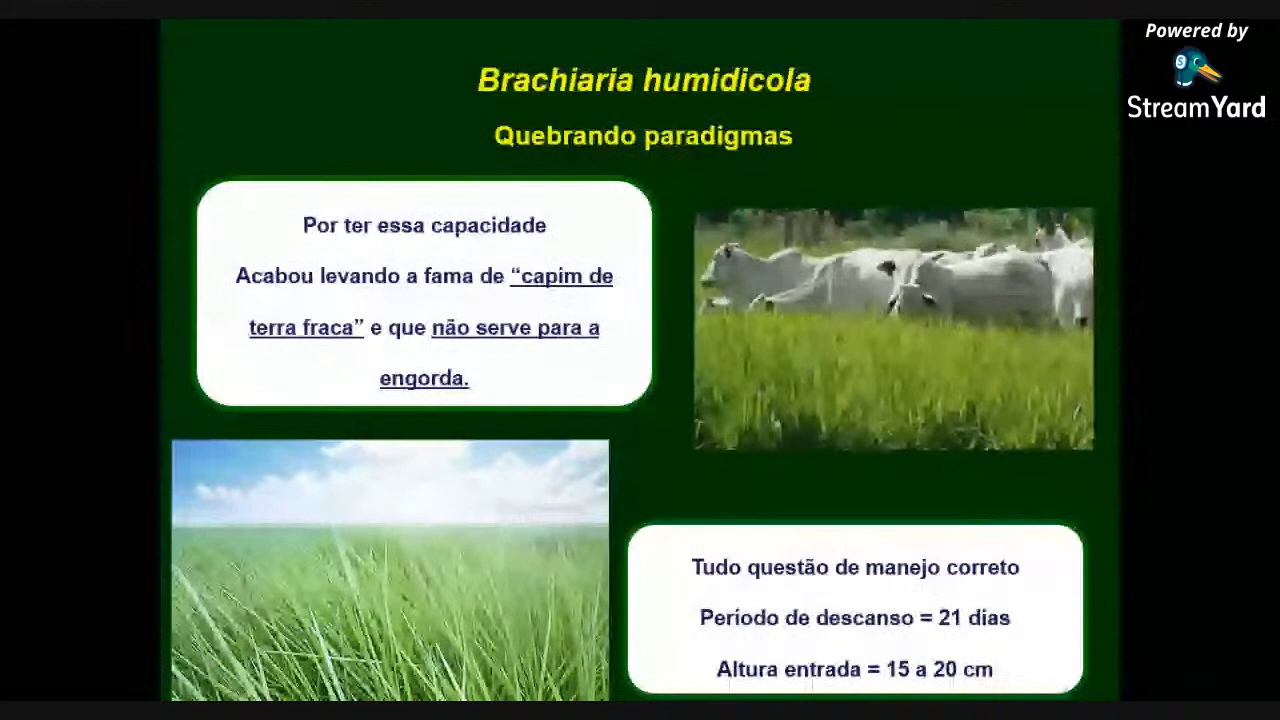 Powered by
StreamYard
Brachiaria humidicola
Quebrando paradigmas
Por ter essa capacidade
Acabou levando a fama de “capim de
terra fraca” e que não serve para a
engorda.
Tudo questão de manejo correto
Período de descanso = 21 dias
Altura entrada = 15 a 20 cm